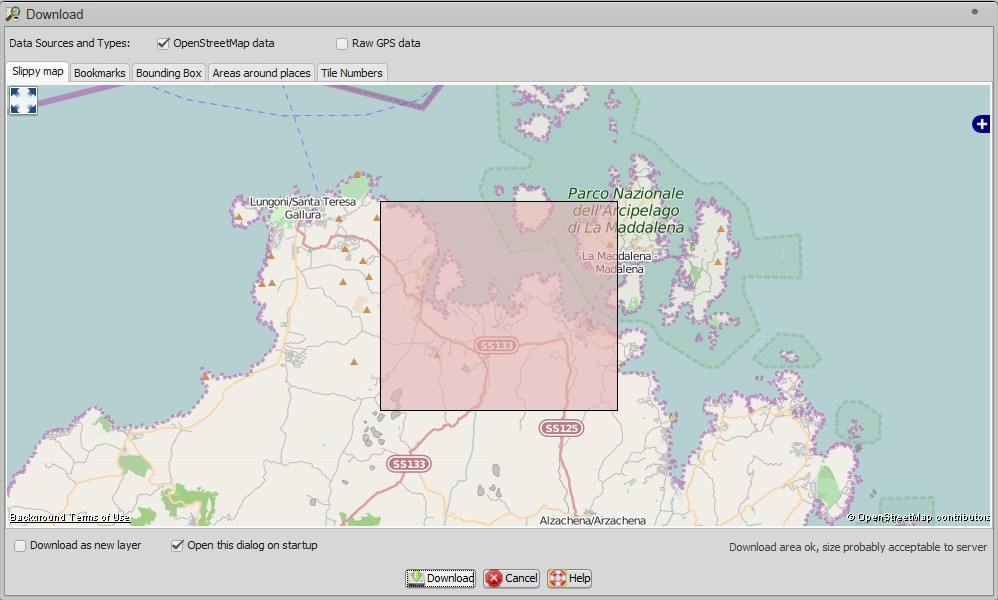 Download
Data Sources and Types: OpenStreetMap data Raw GPS data
Slippy map Bookmarks Bounding Box Areas around places Tile Numbers
Parco Nazionale
dell'Arcipelago
di La Maddalena
Lungoni/Santa Teresa
Gallura
La Maddalena -
Madalena
SS133
SS125
SS133
Alzachena/Arzachena
Background Terms of Use
© OpenStreetMap contributors
Download as new layer Open this dialog on startup
Download area ok, size probably acceptable to server
Download Cancel Help